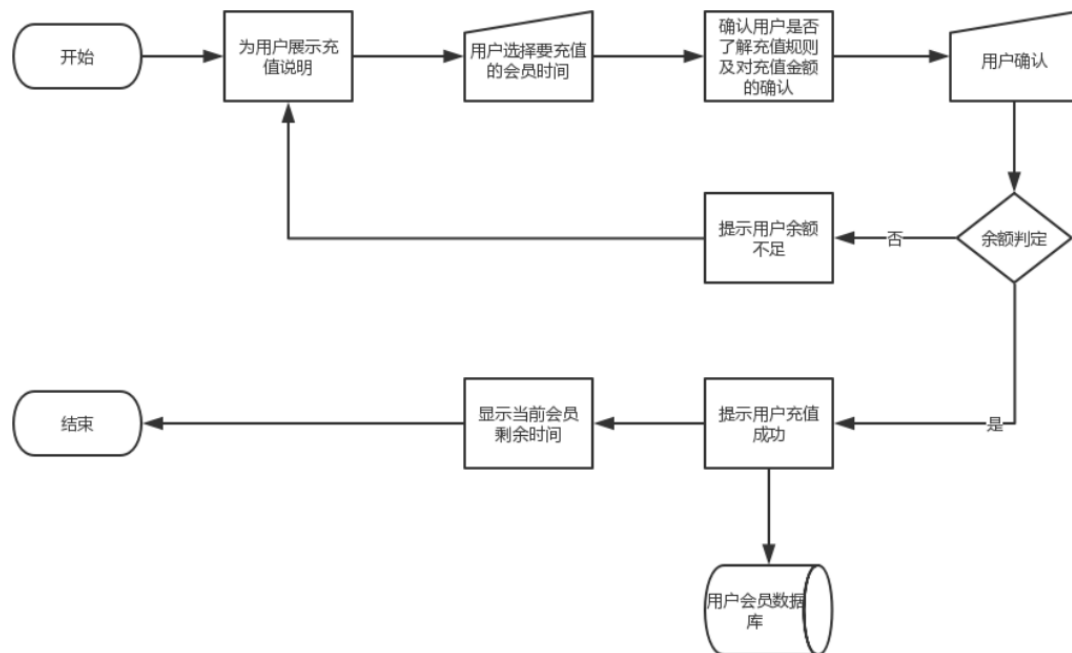 开始
为用户展示充
值说明
用户选择要充值
的会员时间
确认用户是否
了解充值规则
及对充值金额
的确认
用户确认
提示用户余额
不足
否
余额判定
结束
显示当前会员
剩余时间
提示用户充值
成功
是
用户会员数据
库